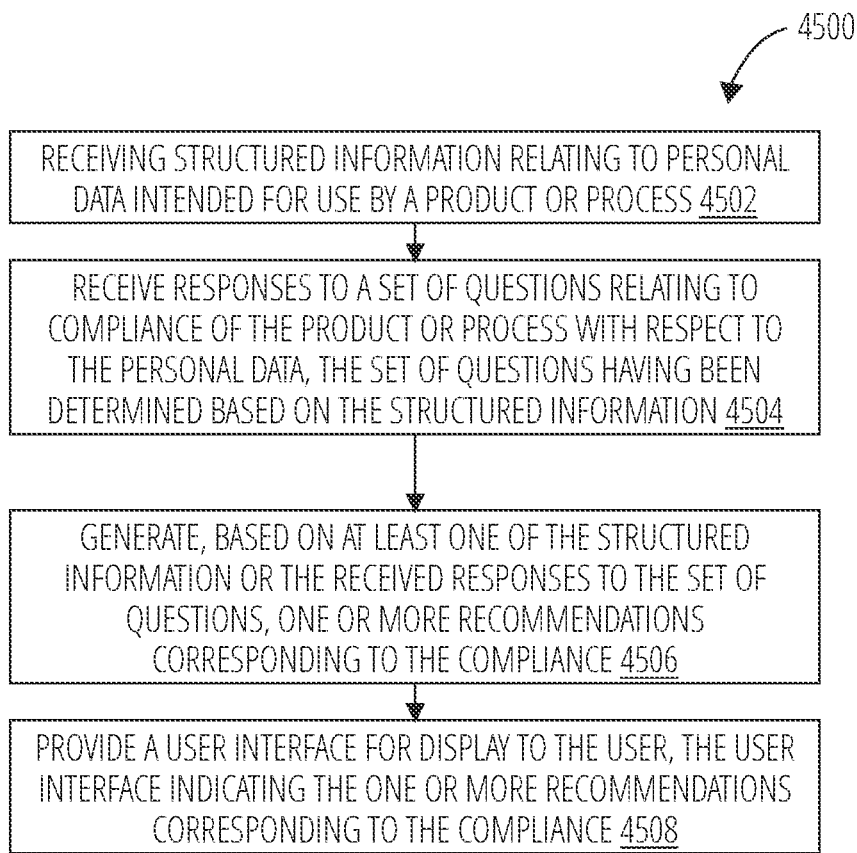 4500
RECEIVING STRUCTURED INFORMATION RELATING TO PERSONAL
DATA INTENDED FOR USE BY A PRODUCT OR PROCESS 4502
RECEIVE RESPONSES TO A SET OF QUESTIONS RELATING TO
COMPLIANCE OF THE PRODUCT OR PROCESS WITH RESPECT TO
THE PERSONAL DATA, THE SET OF QUESTIONS HAVING BEEN
DETERMINED BASED ON THE STRUCTURED INFORMATION 4504
GENERATE, BASED ON AT LEAST ONE OF THE STRUCTURED
INFORMATION OR THE RECEIVED RESPONSES TO THE SET OF
QUESTIONS, ONE OR MORE RECOMMENDATIONS
CORRESPONDING TO THE COMPLIANCE 4506
PROVIDE A USER INTERFACE FOR DISPLAY TO THE USER, THE USER
INTERFACE INDICATING THE ONE OR MORE RECOMMENDATIONS
CORRESPONDING TO THE COMPLIANCE 4508